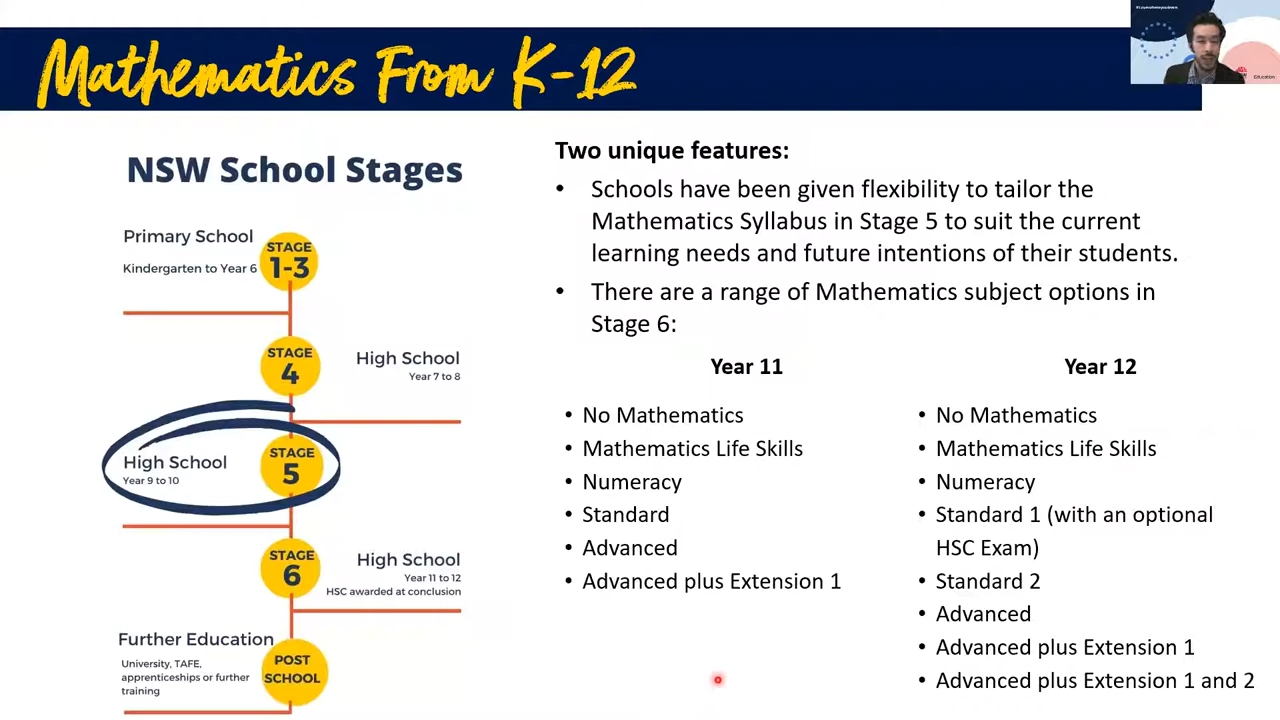 Mathematics From K-12
NSW School Stages
Primary School
Kindergarten to Year 6
STAGE
1-3
STAGE
4
High School
Year 7 to 8
High School
Year 9 to 10
STAGE
5
STAGE
6
High School
Year 11 to 12
HSC awarded at conclusion
Further Education
University, TAFE,
apprenticeships or further
training
POST
SCHOOL
Two unique features:
• Schools have been given flexibility to tailor the
Mathematics Syllabus in Stage 5 to suit the current
learning needs and future intentions of their students.
• There are a range of Mathematics subject options in
Stage 6:
Year 11
• No Mathematics
• Mathematics Life Skills
• Numeracy
• Standard
• Advanced
• Advanced plus Extension 1
Year 12
• No Mathematics
• Mathematics Life Skills
• Numeracy
• Standard 1 (with an optional
HSC Exam)
• Standard 2
• Advanced
• Advanced plus Extension 1
• Advanced plus Extension 1 and 2
Education